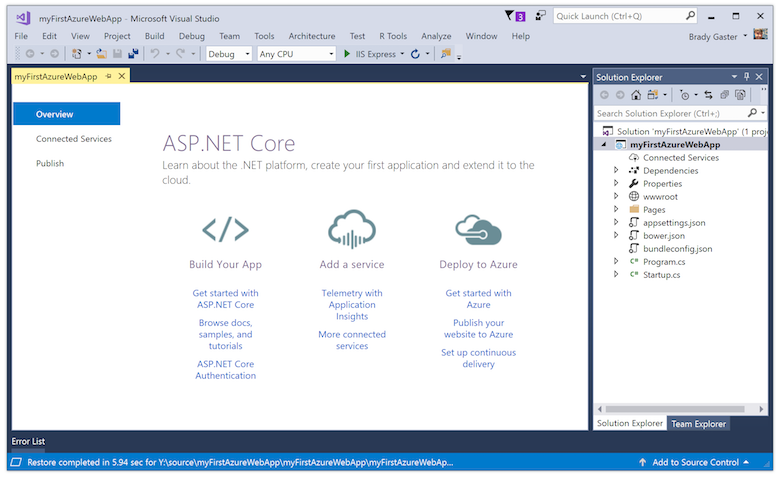 myFirstAzureWebApp - Microsoft Visual Studio
3
Quick Launch (Ctrl+Q)
File Edit View Project Build Debug Team Tools Architecture Test R Tools Analyze Window Help
Brady Gaster
Debug Any CPU IIS Express
myFirstAzureWebApp
Overview
Connected Services
Publish
ASP.NET Core
Learn about the .NET platform, create your first application and extend it to the
cloud.
Build Your App
Get started with
ASP.NET Core
Browse docs,
samples, and
tutorials
ASP.NET Core
Authentication
Add a service
Telemetry with
Application
Insights
More connected
services
Deploy to Azure
Get started with
Azure
Publish your
website to Azure
Set up continuous
delivery
Solution Explorer
Search Solution Explorer (Ctrl+;)
Solution 'myFirstAzureWebApp' (1 proj
myFirstAzureWebApp
Connected Services
Dependencies
Properties
wwwroot
Pages
appsettings.json
bower.json
bundleconfig.json
C# Program.cs
C# Startup.cs
Solution Explorer Team Explorer
Error List
Restore completed in 5.94 sec for Y:\source\myFirstAzureWebApp\myFirstAzureWebApp\myFirstAzureWebAp...
Add to Source Control